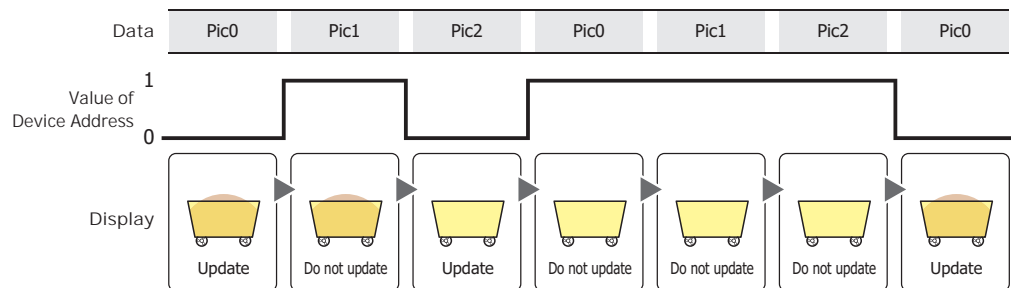 Data Pic0 Pic1 Pic2 Pic0 Pic1 Pic2 Pic0
1
Value of
Device Address
0
Display
Update Do not update Update Do not update Do not update Do not update Update